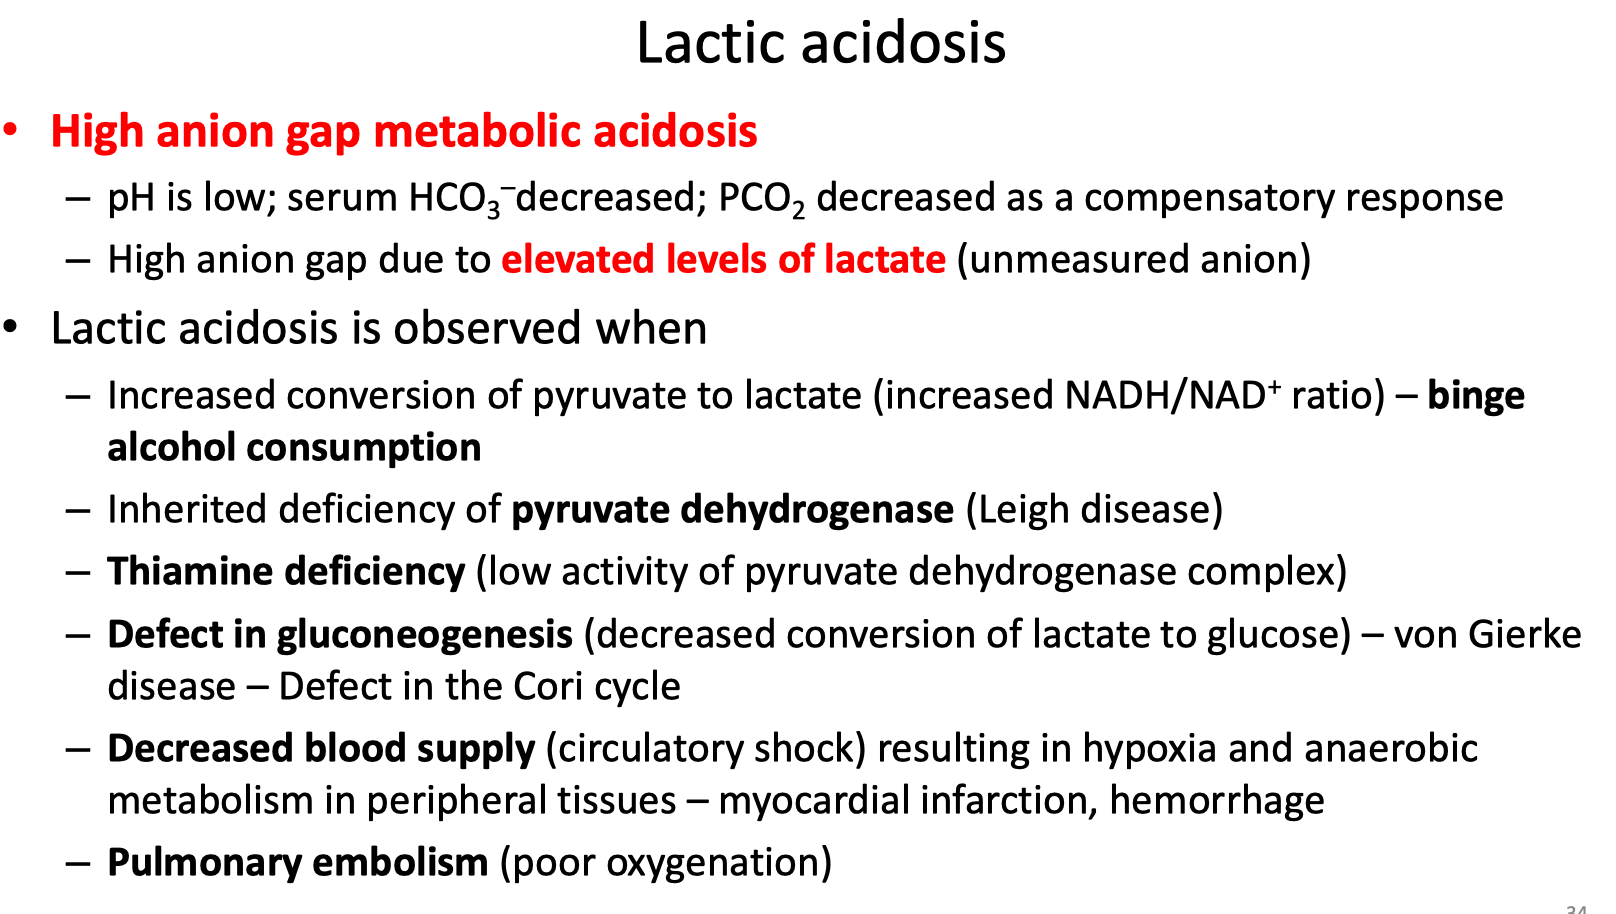 Lactic acidosis
• High anion gap metabolic acidosis
– pH is low; serum HCO₃⁻decreased; PCO₂ decreased as a compensatory response
– High anion gap due to elevated levels of lactate (unmeasured anion)
• Lactic acidosis is observed when
– Increased conversion of pyruvate to lactate (increased NADH/NAD⁺ ratio) – binge
alcohol consumption
– Inherited deficiency of pyruvate dehydrogenase (Leigh disease)
– Thiamine deficiency (low activity of pyruvate dehydrogenase complex)
– Defect in gluconeogenesis (decreased conversion of lactate to glucose) – von Gierke
disease – Defect in the Cori cycle
– Decreased blood supply (circulatory shock) resulting in hypoxia and anaerobic
metabolism in peripheral tissues – myocardial infarction, hemorrhage
– Pulmonary embolism (poor oxygenation)
34